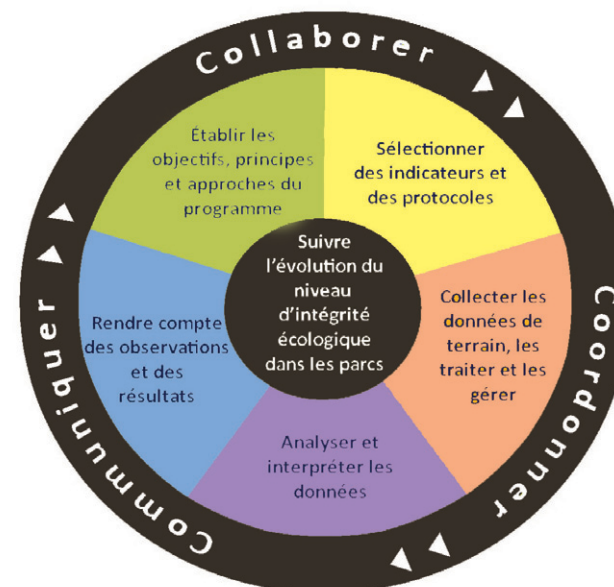 Collaborer
Établir les
objectifs, principes
et approches du
programme
Sélectionner
des indicateurs et
des protocoles
Suivre
l'évolution du
niveau
d'intégrité
écologique
dans les parcs
Collecter les
données de
terrain, les
traiter et les
gérer
Rendre compte
des observations
et des
résultats
Analyser et
interpréter les
données
Coordonner
Communiquer